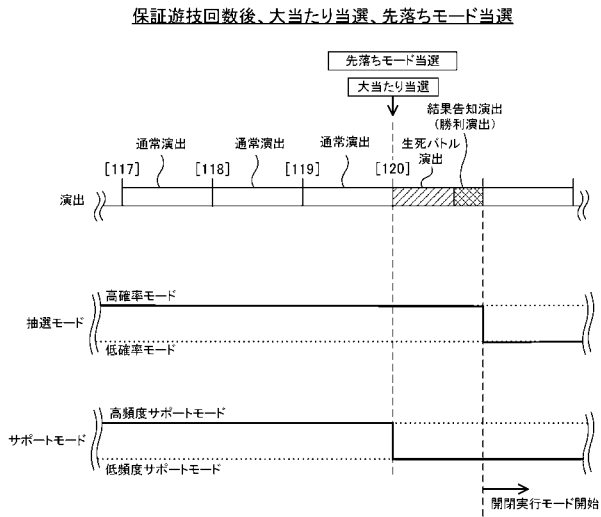 保証遊技回数後、大当たり当選、先落ちモード当選
先落ちモード当選
大当たり当選
結果告知演出
(勝利演出)
通常演出
通常演出
通常演出
生死バトル
演出
[117]
[118]
[119]
[120]
演出
高確率モード
抽選モード
低確率モード
高頻度サポートモード
サポートモード
低頻度サポートモード
開閉実行モード開始